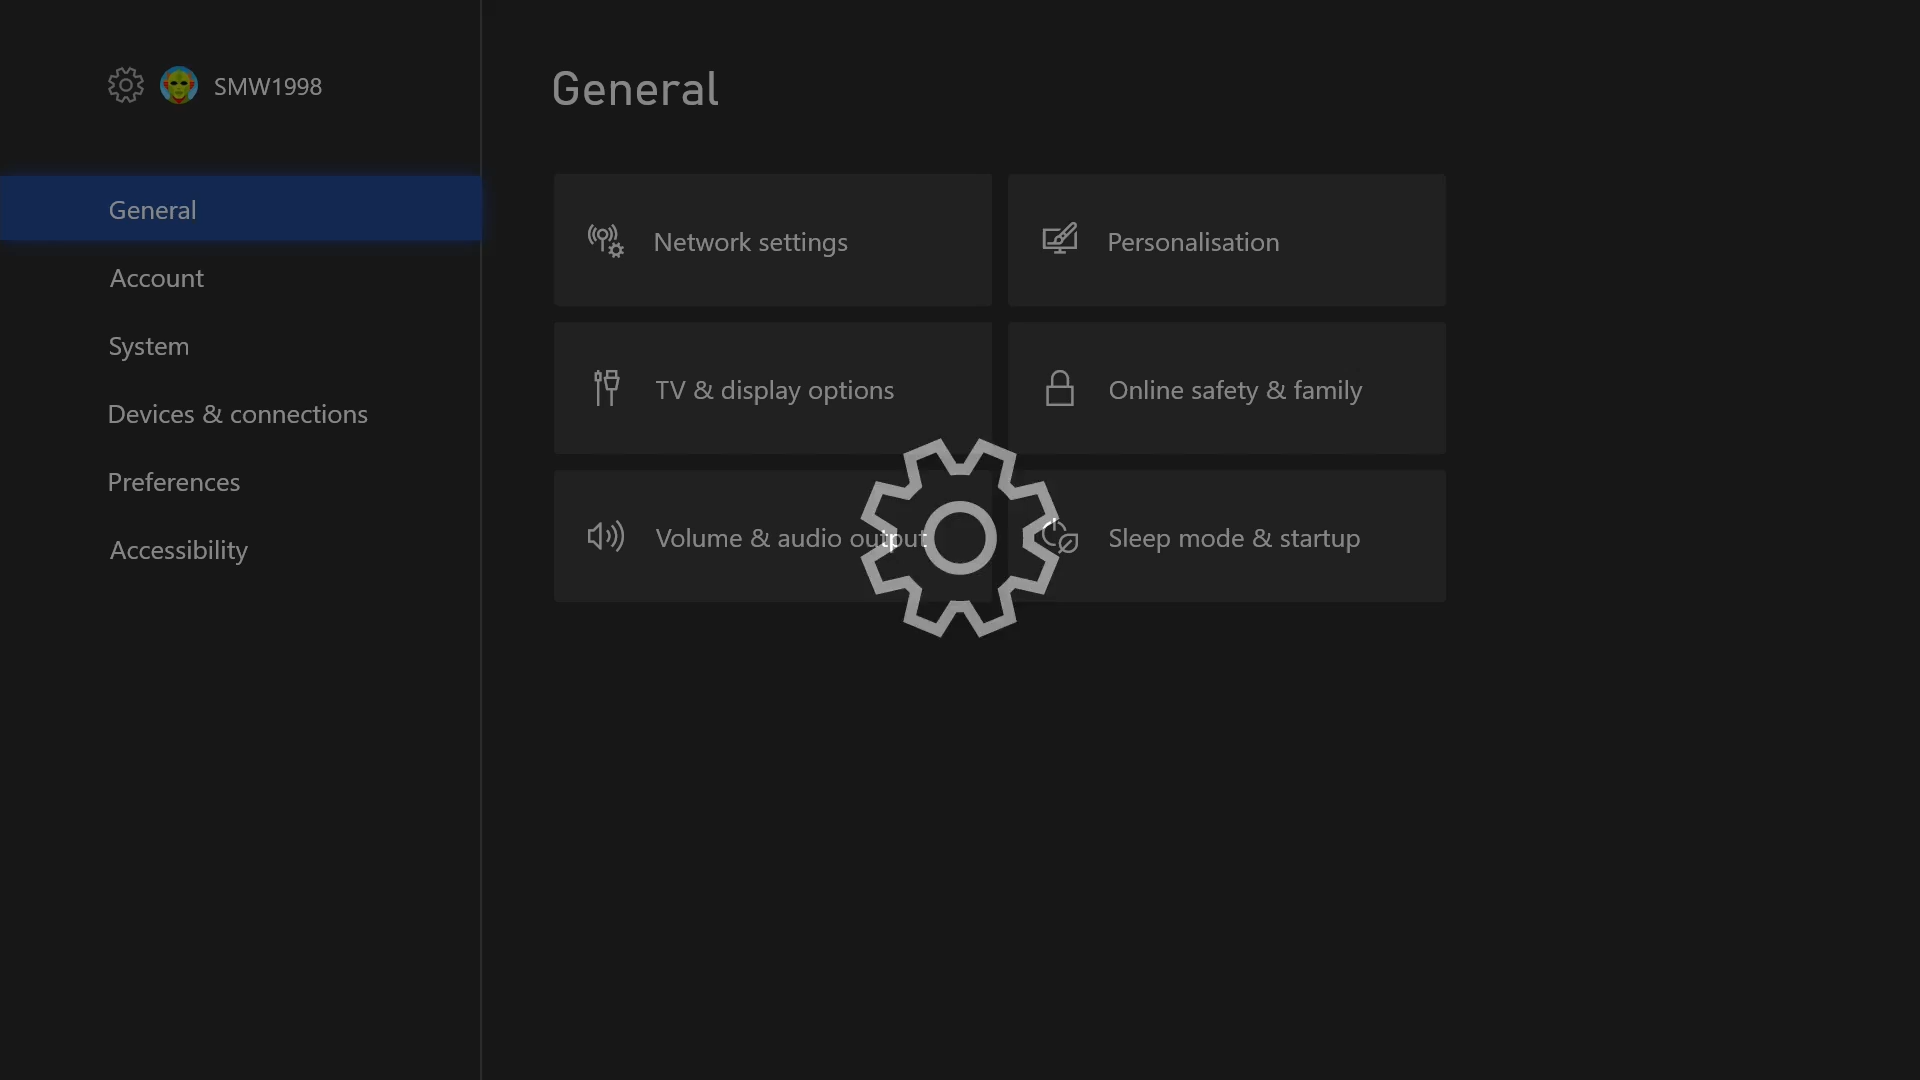 SMW1998
General
Account
System
Devices & connections
Preferences
Accessibility
General
Network settings
Personalisation
TV & display options
Online safety & family
Volume & audio output
Sleep mode & startup